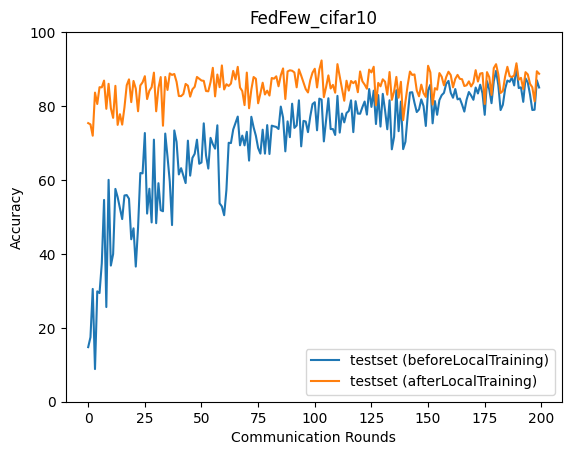 FedFew_cifar10
100
80
60
40
20
0
Accuracy
0 25 50 75 100 125 150 175 200
Communication Rounds
testset (beforeLocalTraining)
testset (afterLocalTraining)